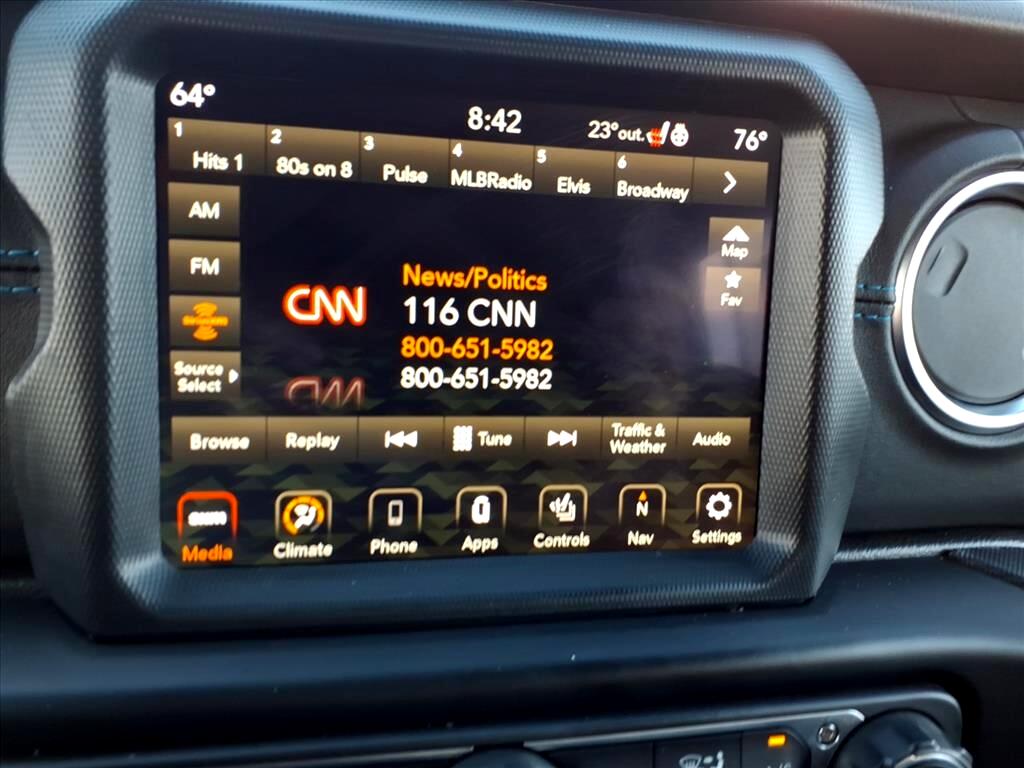 64°
8:42
23°out.
76°
1
Hits 1
2
80s on 8
3
Pulse
4
MLBRadio
5
Elvis
6
Broadway
AM
FM
Map
Fav
siriusxm
Source
Select
CNN
News/Politics
116 CNN
800-651-5982
800-651-5982
Browse
Replay
Tune
Traffic &
Weather
Audio
Media
Climate
Phone
Apps
Controls
N
Nav
Settings